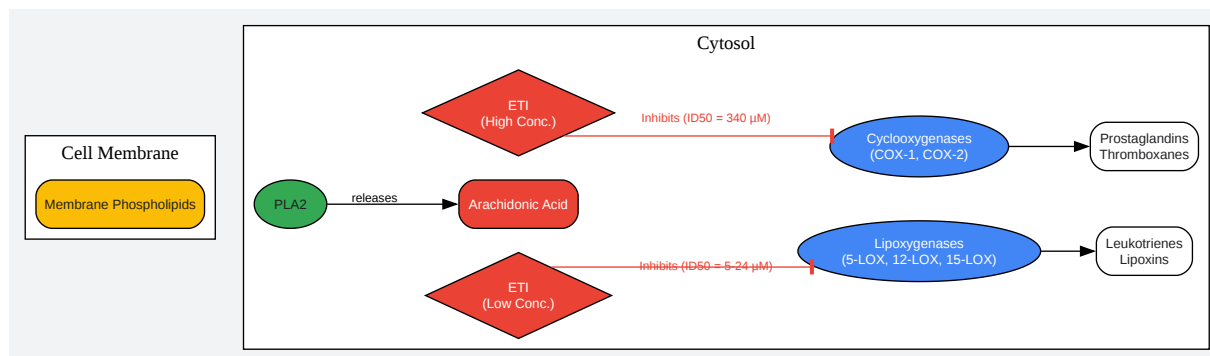 Cytosol
ETI
(High Conc.)
Inhibits (ID50 = 340 µM)
Cyclooxygenases
(COX-1, COX-2)
Prostaglandins
Thromboxanes
Cell Membrane
Membrane Phospholipids
PLA2
releases
Arachidonic Acid
Lipoxygenases
(5-LOX, 12-LOX, 15-LOX)
Leukotrienes
Lipoxins
Inhibits (ID50 = 5-24 µM)
ETI
(Low Conc.)